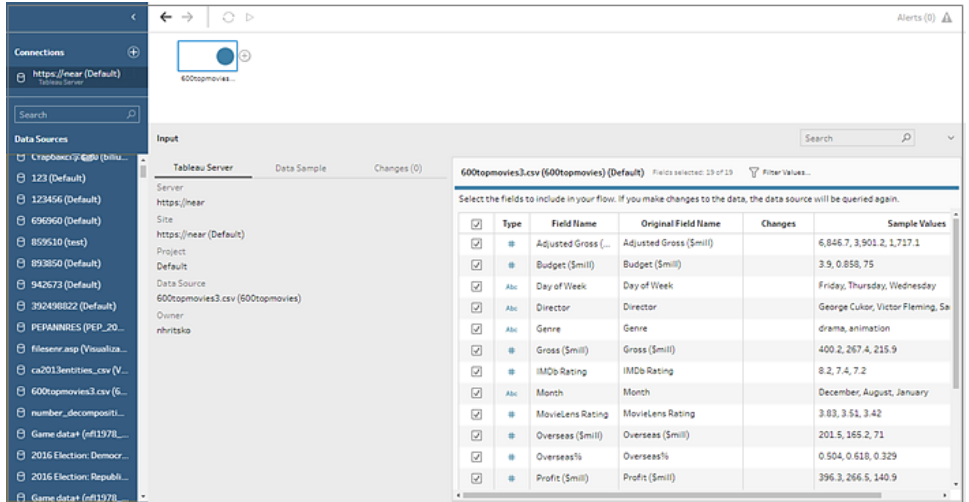 Alerts (0)
Connections
https://near (Default)
Tableau Server
600topmovies...
Search
Data Sources
(biliu...
123 (Default)
123456 (Default)
696960 (Default)
859510 (test)
893850 (Default)
942673 (Default)
392498822 (Default)
PEPANNRES (PEP_20...
filesenr.asp (Visualiza...
ca2013entities_csv (V...
600topmovies3.csv (6...
number_decompositi...
Game data+ (nfl1978_...
2016 Election: Democr...
2016 Election: Republi...
Game data+ (nfl1978_...
Input
Search
Tableau Server Data Sample Changes (0)
Server
https://near
Site
https://near (Default)
Project
Default
Data Source
600topmovies3.csv (600topmovies)
Owner
nhritsko
600topmovies3.csv (600topmovies) (Default) Fields selected: 19 of 19 Filter Values...
Select the fields to include in your flow. If you make changes to the data, the data source will be queried again.
Type Field Name Original Field Name Changes Sample Values
# Adjusted Gross (... Adjusted Gross ($mill) 6,846.7, 3,901.2, 1,717.1
# Budget ($mill) Budget ($mill) 3.9, 0.858, 75
Abc Day of Week Day of Week Friday, Thursday, Wednesday
Abc Director Director George Cukor, Victor Fleming, Sa
Abc Genre Genre drama, animation
# Gross ($mill) Gross ($mill) 400.2, 267.4, 215.9
# IMDb Rating IMDb Rating 8.2, 7.4, 7.2
Abc Month Month December, August, January
# MovieLens Rating MovieLens Rating 3.83, 3.51, 3.42
# Overseas ($mill) Overseas ($mill) 201.5, 165.2, 71
# Overseas% Overseas% 0.504, 0.618, 0.329
# Profit ($mill) Profit ($mill) 396.3, 266.5, 140.9